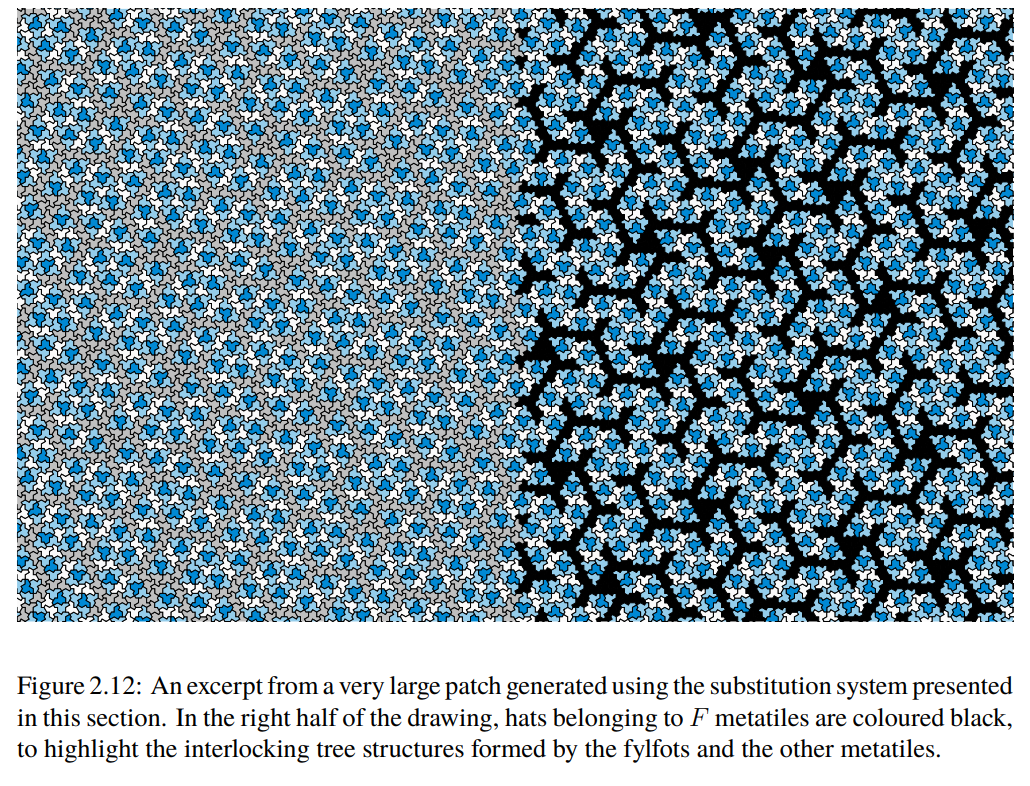 Figure 2.12: An excerpt from a very large patch generated using the substitution system presented
in this section. In the right half of the drawing, hats belonging to F metatiles are coloured black,
to highlight the interlocking tree structures formed by the fylfots and the other metatiles.